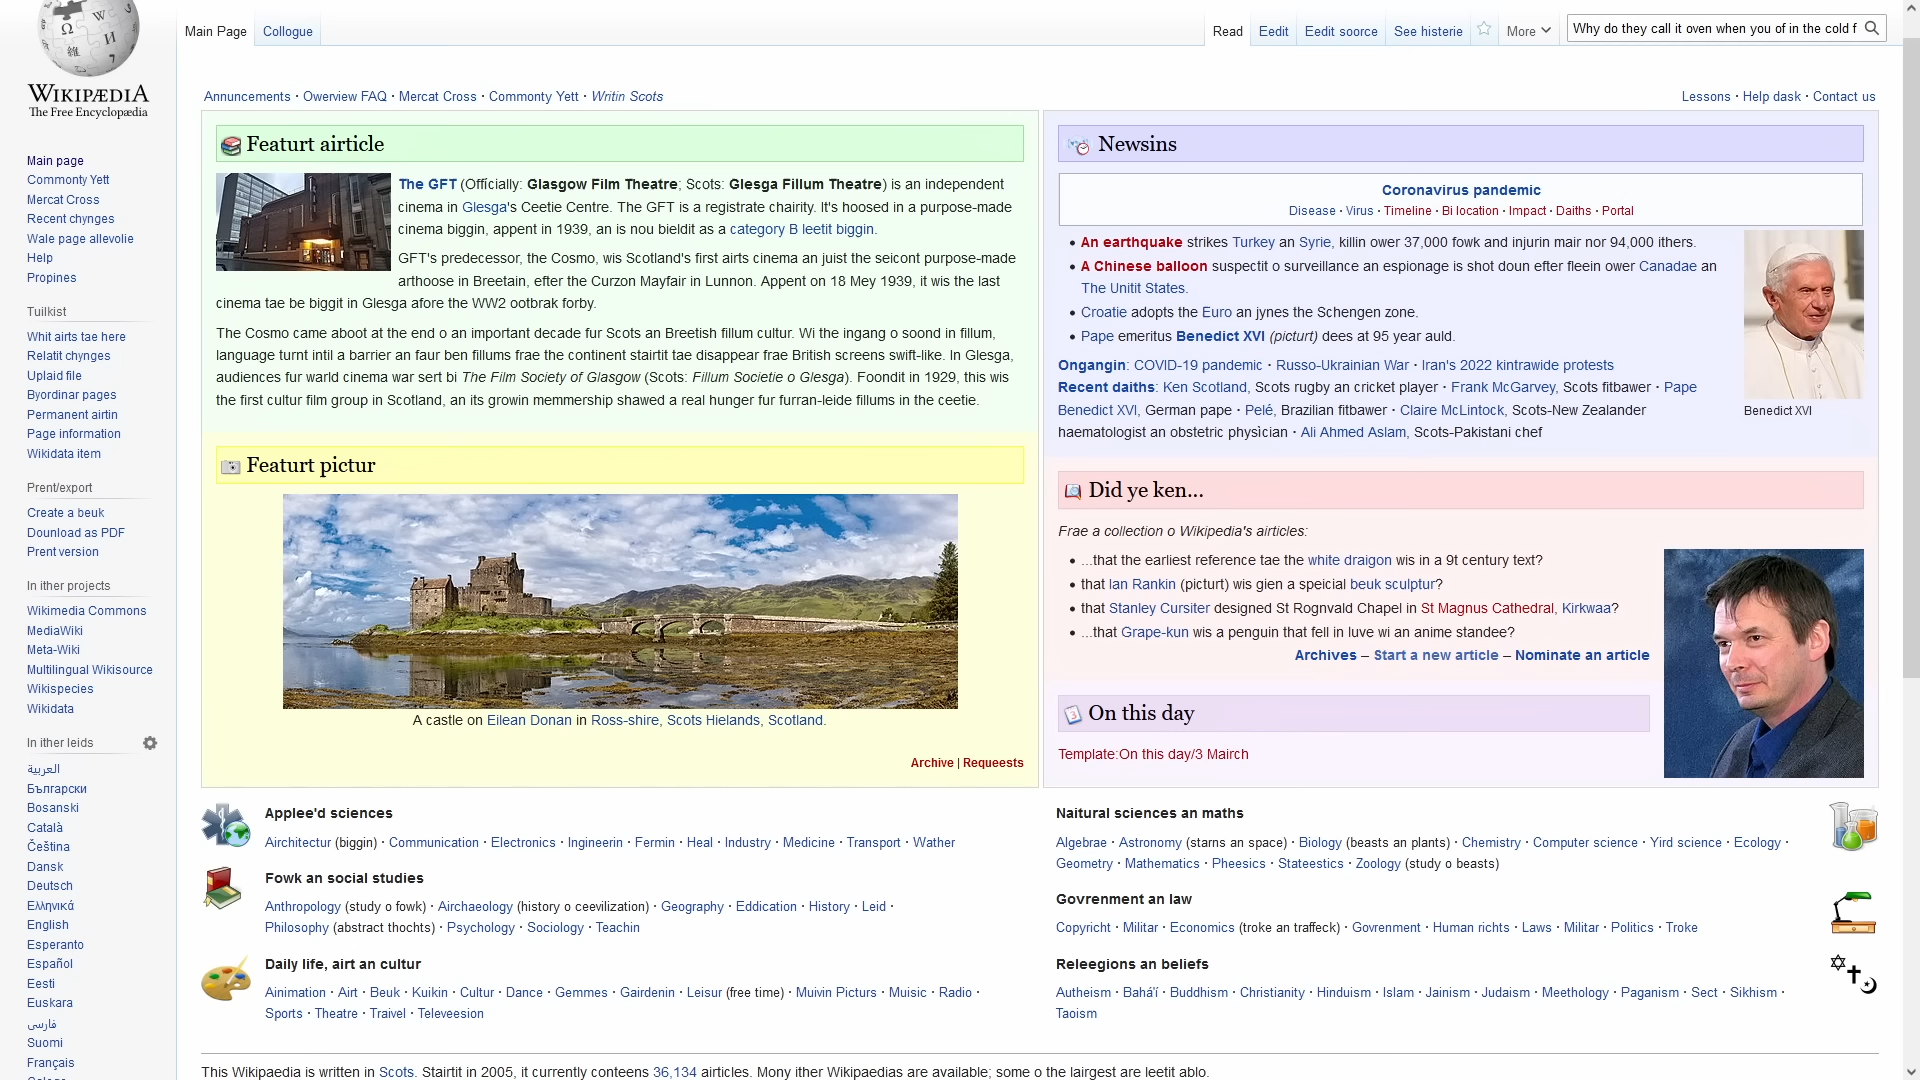 WIKIPÆDIA
The Free Encyclopædia
Main page
Commonty Yett
Mercat Cross
Recent chynges
Wale page allevolie
Help
Propines
Tuilkist
Whit airts tae here
Relatit chynges
Uplaid file
Byordinar pages
Permanent airtin
Page information
Wikidata item
Prent/export
Create a beuk
Dounload as PDF
Prent version
In ither projects
Wikimedia Commons
MediaWiki
Meta-Wiki
Multilingual Wikisource
Wikispecies
Wikidata
In ither leids
العربية
Български
Bosanski
Català
Čeština
Dansk
Deutsch
Ελληνικά
English
Esperanto
Español
Eesti
Euskara
فارسی
Suomi
Français
Main Page Collogue
Read Eedit Eedit soorce See histerie More
Why do they call it oven when you of in the cold f
Annuncements · Owerview FAQ · Mercat Cross · Commonty Yett · Writin Scots
Lessons · Help dask · Contact us
Featurt airticle
The GFT (Offícially: Glasgow Film Theatre; Scots: Glesga Fillum Theatre) is an independent
cinema in Glesga's Ceetie Centre. The GFT is a registrate chairity. It's hoosed in a purpose-made
cinema biggin, appent in 1939, an is nou bieldit as a category B leetit biggin.
GFT's predecessor, the Cosmo, wis Scotland's first airts cinema an juist the seicont purpose-made
arthoose in Breetain, efter the Curzon Mayfair in Lunnon. Appent on 18 Mey 1939, it wis the last
cinema tae be biggit in Glesga afore the WW2 ootbrak forby.
The Cosmo came aboot at the end o an important decade fur Scots an Breetish fillum cultur. Wi the ingang o soond in fillum,
language turnt intil a barrier an faur ben fillums frae the continent stairtit tae disappear frae British screens swift-like. In Glesga,
audiences fur warld cinema war sert bi The Film Society of Glasgow (Scots: Fillum Societie o Glesga). Foondit in 1929, this wis
the first cultur film group in Scotland, an its growin memmership shawed a real hunger fur furran-leide fillums in the ceetie.
Featurt pictur
A castle on Eilean Donan in Ross-shire, Scots Hielands, Scotland.
Archive | Requeests
Newsins
Coronavirus pandemic
Disease · Virus · Timeline · Bi location · Impact · Daiths · Portal
• An earthquake strikes Turkey an Syrie, killin ower 37,000 fowk and injurin mair nor 94,000 ithers.
• A Chinese balloon suspectit o surveillance an espionage is shot doun efter fleein ower Canadae an
The Unitit States.
• Croatie adopts the Euro an jynes the Schengen zone.
• Pape emeritus Benedict XVI (picturt) dees at 95 year auld.
Benedict XVI
Ongangin: COVID-19 pandemic · Russo-Ukrainian War · Iran's 2022 kintrawide protests
Recent daiths: Ken Scotland, Scots rugby an cricket player · Frank McGarvey, Scots fitbawer · Pape
Benedict XVI, German pape · Pelé, Brazilian fitbawer · Claire McLintock, Scots-New Zealander
haematologist an obstetric physìcian · Ali Ahmed Aslam, Scots-Pakistani chef
Did ye ken...
Frae a collection o Wikipedia's airticles:
• ...that the earliest reference tae the white draigon wis in a 9t century text?
• that Ian Rankin (picturt) wis gien a speicial beuk sculptur?
• that Stanley Cursiter designed St Rognvald Chapel in St Magnus Cathedral, Kirkwaa?
• ...that Grape-kun wis a penguin that fell in luve wi an anime standee?
Archives – Start a new article – Nominate an article
On this day
Template:On this day/3 Mairch
Applee'd sciences
Airchitectur (biggin) · Communication · Electronics · Ingineerin · Fermin · Heal · Industry · Medicine · Transport · Wather
Fowk an social studies
Anthropology (study o fowk) · Airchaeology (history o ceevilization) · Geography · Eddication · History · Leid ·
Philosophy (abstract thochts) · Psychology · Sociology · Teachin
Daily life, airt an cultur
Ainimation · Airt · Beuk · Kuikin · Cultur · Dance · Gemmes · Gairdenin · Leisur (free time) · Muivin Picturs · Muisic · Radio ·
Sports · Theatre · Traivel · Televeesion
Naitural sciences an maths
Algebrae · Astronomy (starns an space) · Biology (beasts an plants) · Chemistry · Computer science · Yird science · Ecology ·
Geometry · Mathematics · Pheesics · Stateestics · Zoology (study o beasts)
Govrenment an law
Copyricht · Militar · Economics (troke an traffeck) · Govrenment · Human richts · Laws · Militar · Politics · Troke
Releegions an beliefs
Autheism · Bahá'í · Buddhism · Christianity · Hinduism · Islam · Jainism · Judaism · Meethology · Paganism · Sect · Sikhism ·
Taoism
This Wikipaedia is written in Scots. Stairtit in 2005, it currently conteens 36,134 airticles. Mony ither Wikipaedias are available; some o the lairgest are leetit ablo.